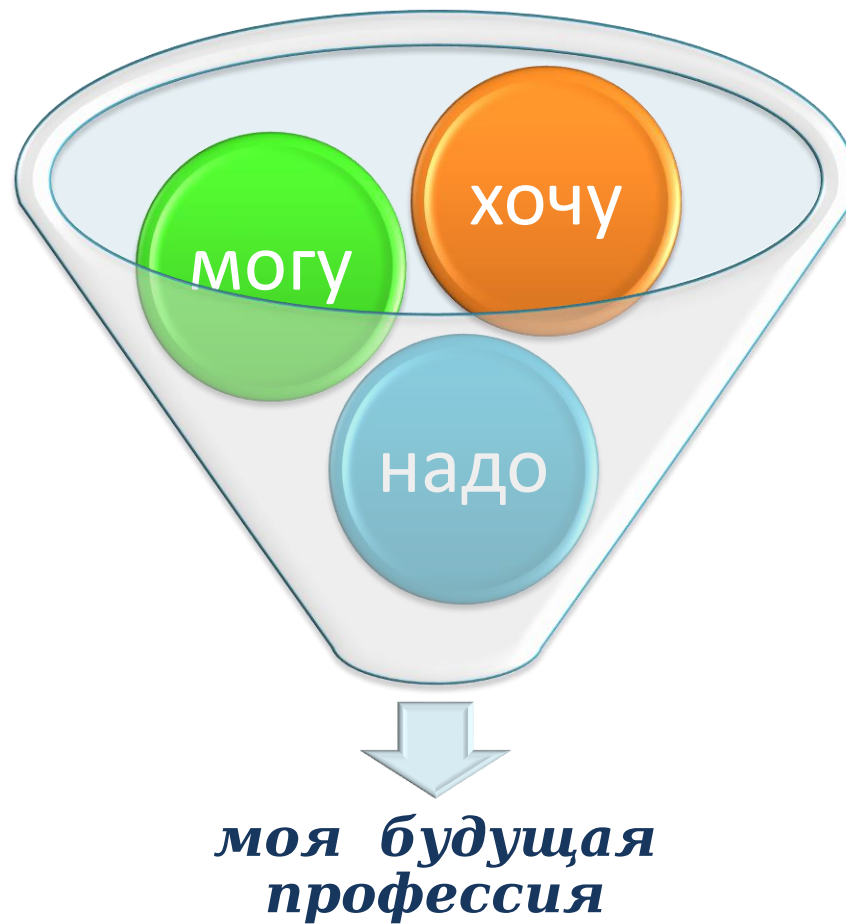 хочу
могу
надо
моя будущая
профессия